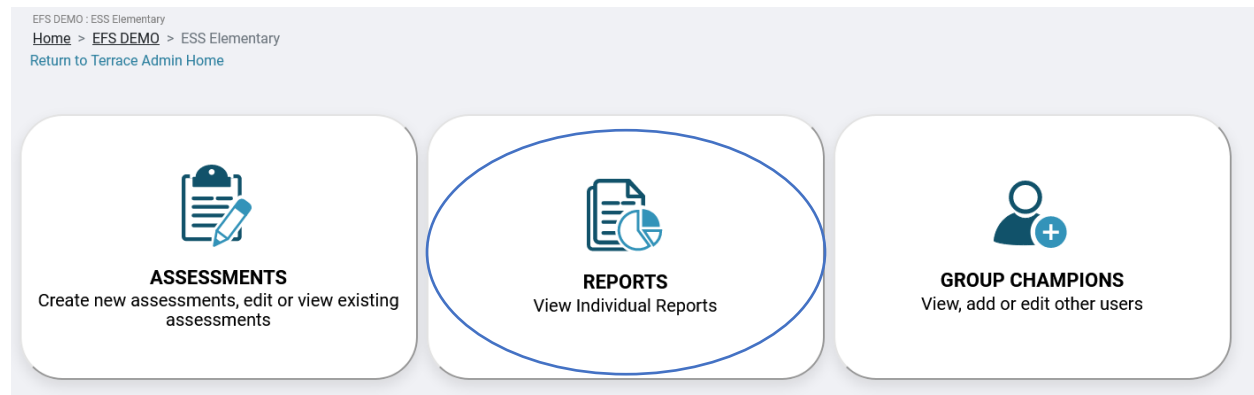 EFS DEMO : ESS Elementary
Home > EFS DEMO > ESS Elementary
Return to Terrace Admin Home
ASSESSMENTS
Create new assessments, edit or view existing
assessments
REPORTS
View Individual Reports
GROUP CHAMPIONS
View, add or edit other users